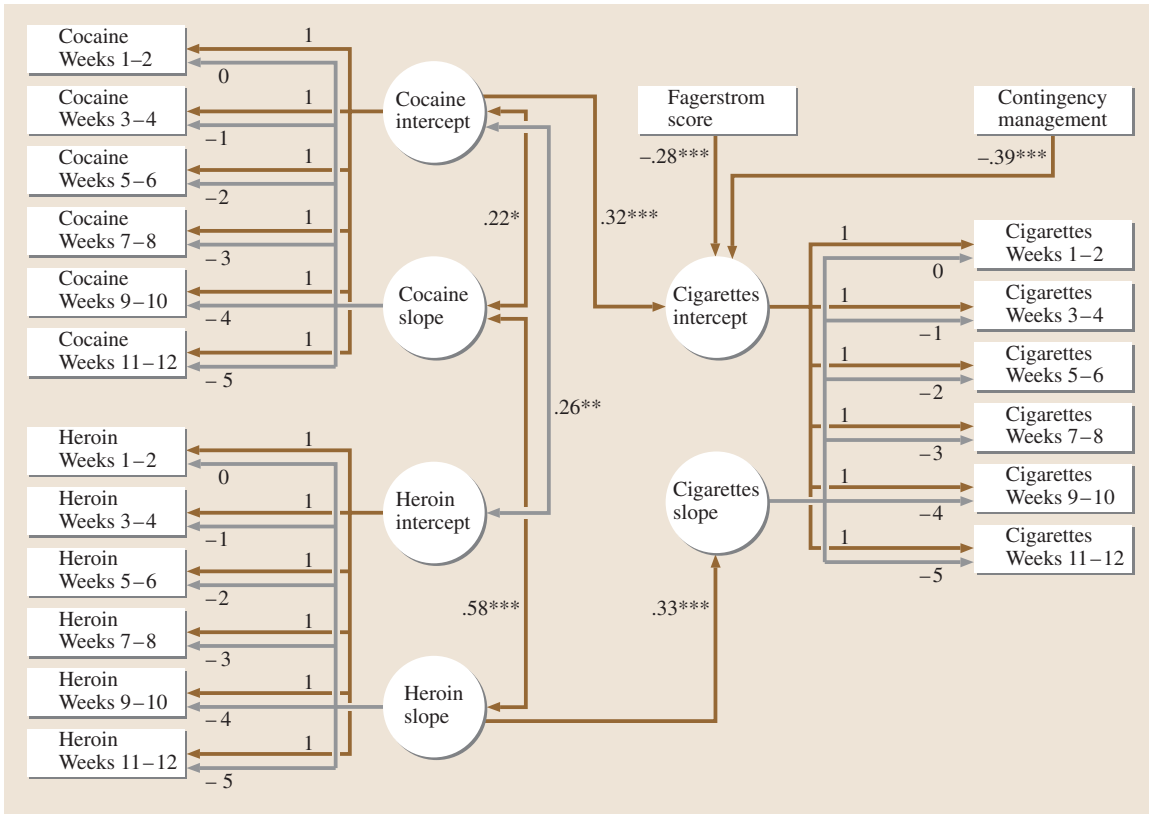 Cocaine
Weeks 1–2
1
0
Cocaine
Weeks 3–4
1
–1
Cocaine
Weeks 5–6
1
–2
Cocaine
Weeks 7–8
1
–3
Cocaine
Weeks 9–10
1
–4
Cocaine
Weeks 11–12
1
–5
Cocaine
intercept
Cocaine
slope
.22*
.32***
.26**
Heroin
Weeks 1–2
1
0
Heroin
Weeks 3–4
1
–1
Heroin
Weeks 5–6
1
–2
Heroin
Weeks 7–8
1
–3
Heroin
Weeks 9–10
1
–4
Heroin
Weeks 11–12
1
–5
Heroin
intercept
Heroin
slope
.58***
.33***
Fagerstrom
score
–.28***
Contingency
management
–.39***
Cigarettes
intercept
Cigarettes
slope
1
0
Cigarettes
Weeks 1–2
1
–1
Cigarettes
Weeks 3–4
1
–2
Cigarettes
Weeks 5–6
1
–3
Cigarettes
Weeks 7–8
1
–4
Cigarettes
Weeks 9–10
1
–5
Cigarettes
Weeks 11–12